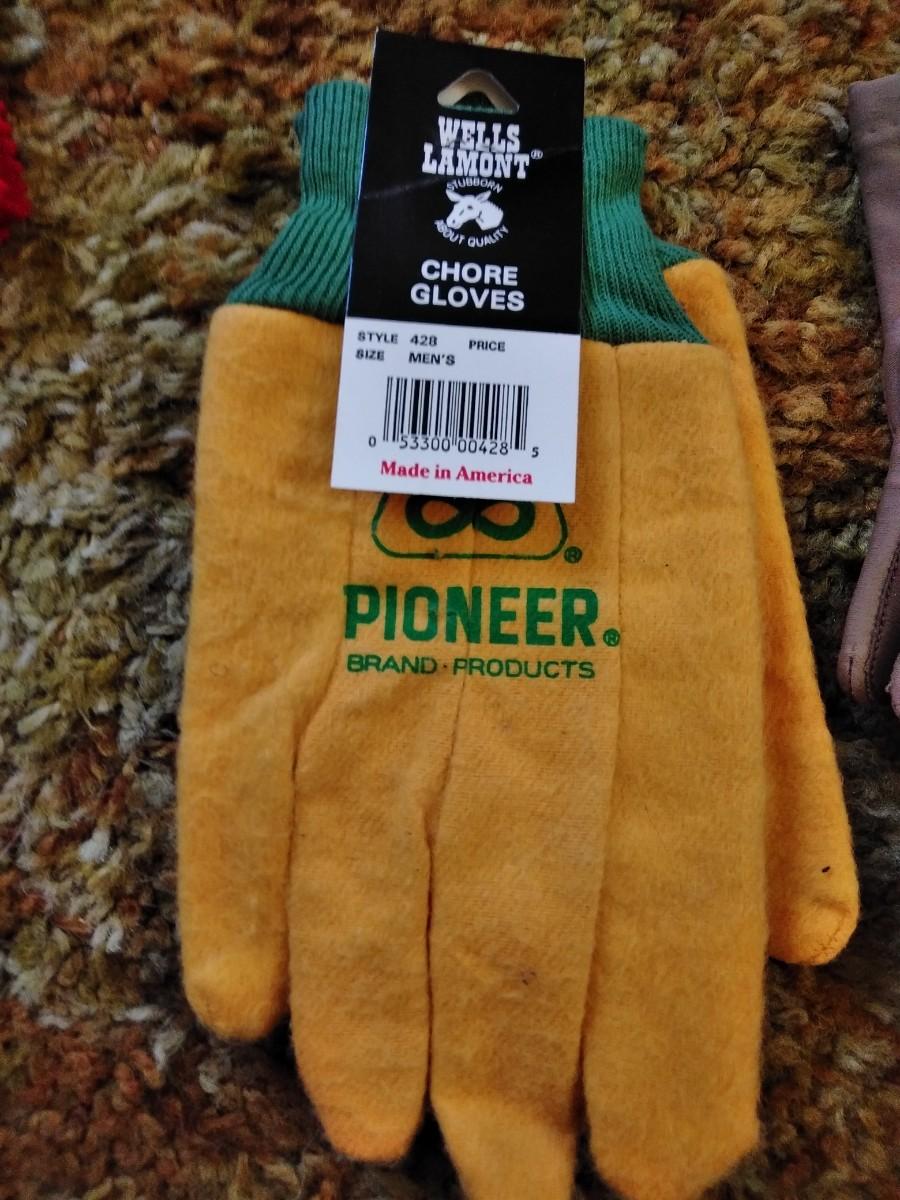 WELLS
LAMONT®
STUBBORN
ABOUT QUALITY
CHORE
GLOVES
STYLE 428 PRICE
SIZE MEN'S
0 53300 00428 5
Made in America
®
PIONEER®
BRAND · PRODUCTS